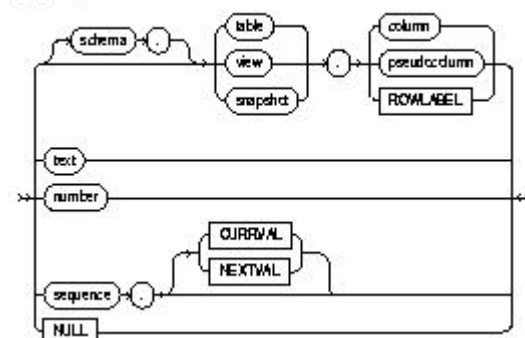 schema . table . column
view pseudocolumn
snapshot ROWLABEL
text
number
CURRVAL
NEXTVAL
sequence .
NULL